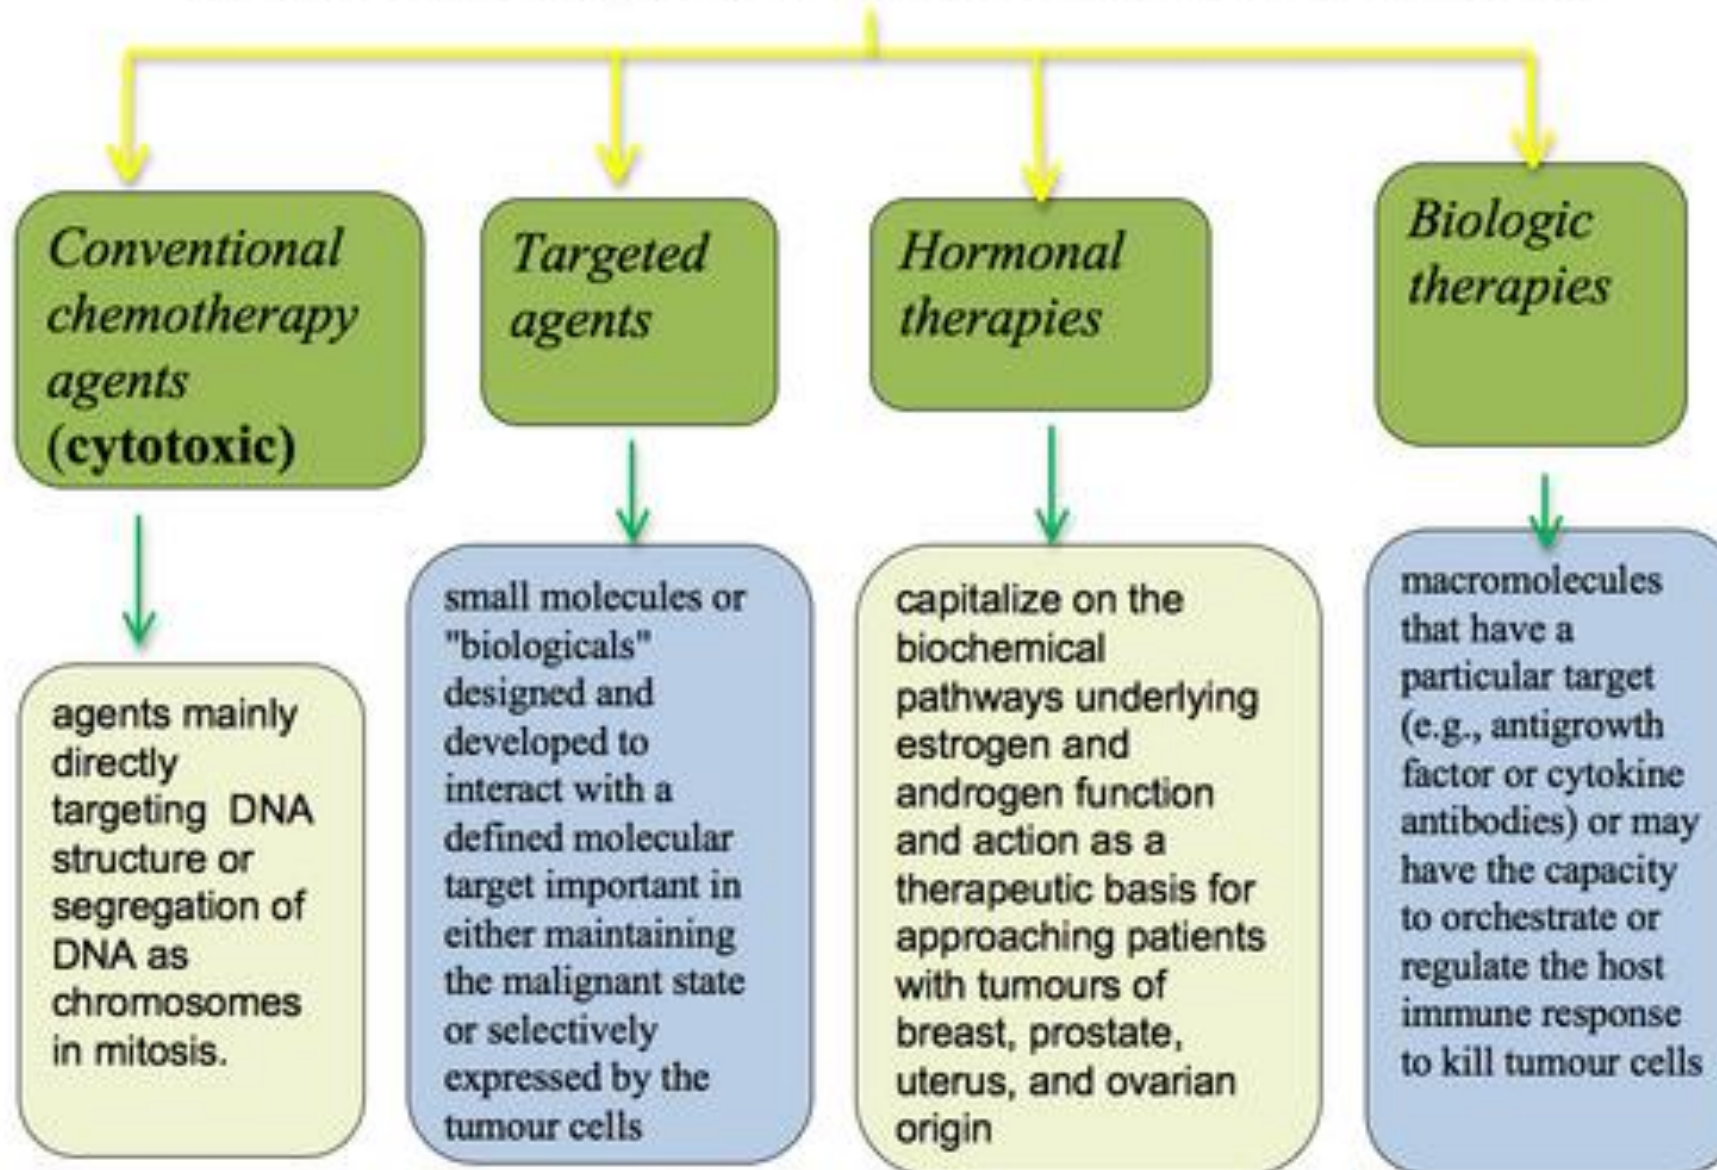 Conventional
chemotherapy
agents
(cytotoxic)
Targeted
agents
Hormonal
therapies
Biologic
therapies
agents mainly
directly
targeting DNA
structure or
segregation of
DNA as
chromosomes
in mitosis.
small molecules or
"biologicals"
designed and
developed to
interact with a
defined molecular
target important in
either maintaining
the malignant state
or selectively
expressed by the
tumour cells
capitalize on the
biochemical
pathways underlying
estrogen and
androgen function
and action as a
therapeutic basis for
approaching patients
with tumours of
breast, prostate,
uterus, and ovarian
origin
macromolecules
that have a
particular target
(e.g., antigrowth
factor or cytokine
antibodies) or may
have the capacity
to orchestrate or
regulate the host
immune response
to kill tumour cells